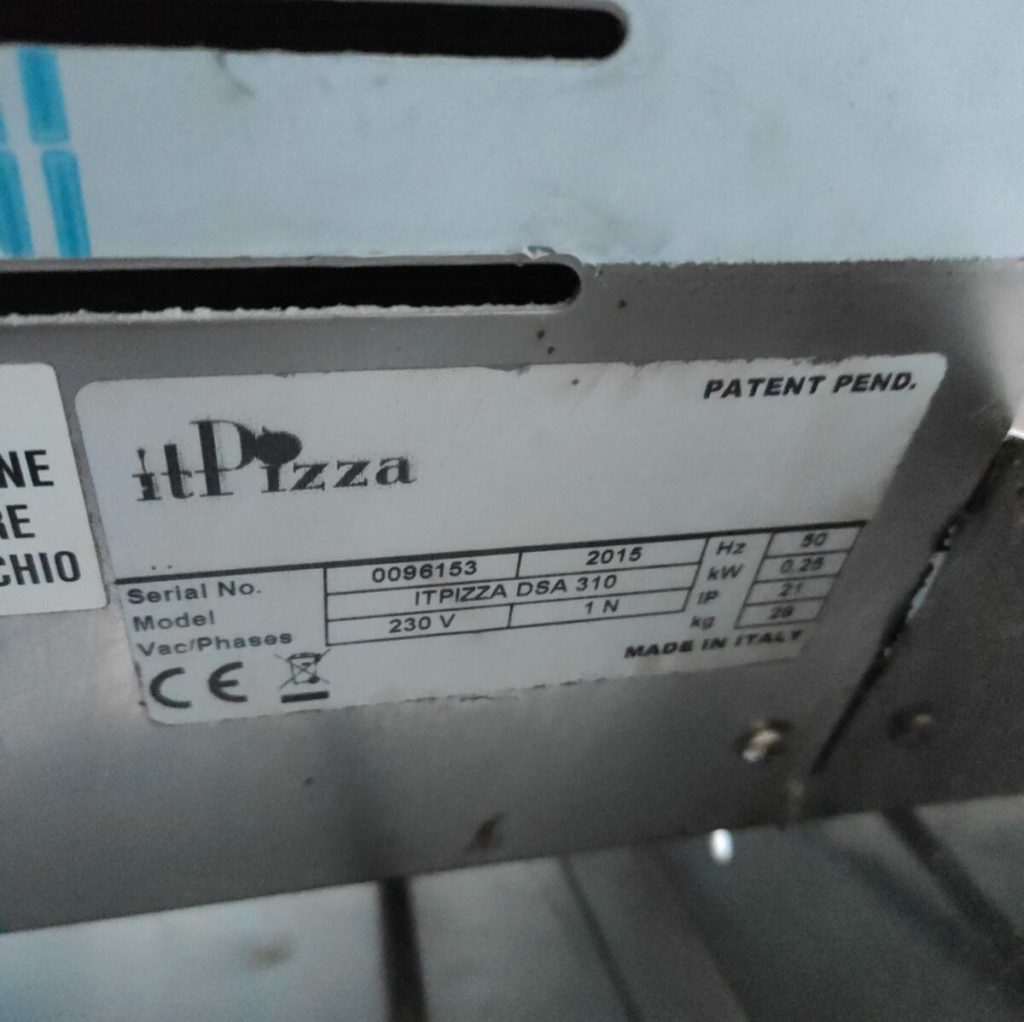 PATENT PEND.
itPizza
NE
RE
CHIO
Serial No. 0096153 2015 Hz 50
Model ITPIZZA DSA 310 kW 0.25
Vac/Phases 230 V 1 N IP 21
kg 28
CE
MADE IN ITALY